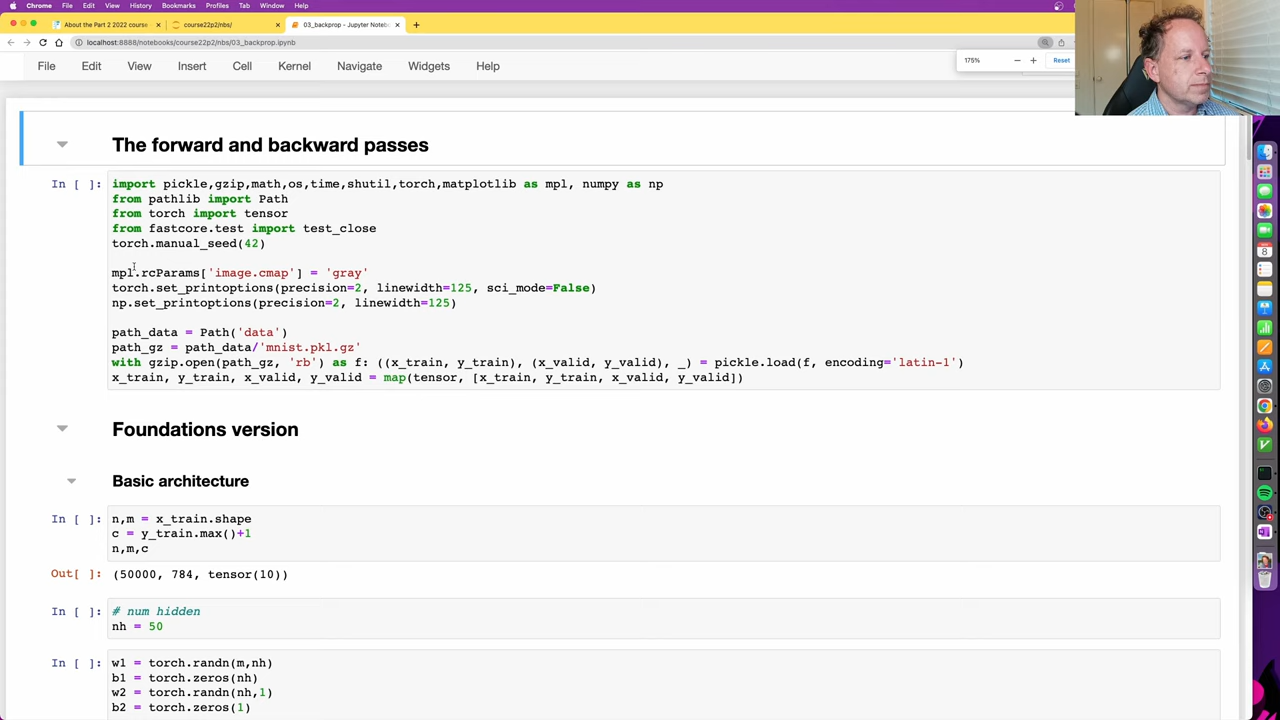 Chrome File Edit View History Bookmarks Profiles Tab Window Help
About the Part 2 2022 course
course22p2/nbs/
03_backprop - Jupyter Noteb
localhost:8888/notebooks/course22p2/nbs/03_backprop.ipynb
175% − + Reset
File Edit View Insert Cell Kernel Navigate Widgets Help
The forward and backward passes
In [ ]: import pickle,gzip,math,os,time,shutil,torch,matplotlib as mpl, numpy as np
from pathlib import Path
from torch import tensor
from fastcore.test import test_close
torch.manual_seed(42)
mpl.rcParams['image.cmap'] = 'gray'
torch.set_printoptions(precision=2, linewidth=125, sci_mode=False)
np.set_printoptions(precision=2, linewidth=125)
path_data = Path('data')
path_gz = path_data/'mnist.pkl.gz'
with gzip.open(path_gz, 'rb') as f: ((x_train, y_train), (x_valid, y_valid), _) = pickle.load(f, encoding='latin-1')
x_train, y_train, x_valid, y_valid = map(tensor, [x_train, y_train, x_valid, y_valid])
Foundations version
Basic architecture
In [ ]: n,m = x_train.shape
c = y_train.max()+1
n,m,c
Out[ ]: (50000, 784, tensor(10))
In [ ]: # num hidden
nh = 50
In [ ]: w1 = torch.randn(m,nh)
b1 = torch.zeros(nh)
w2 = torch.randn(nh,1)
b2 = torch.zeros(1)